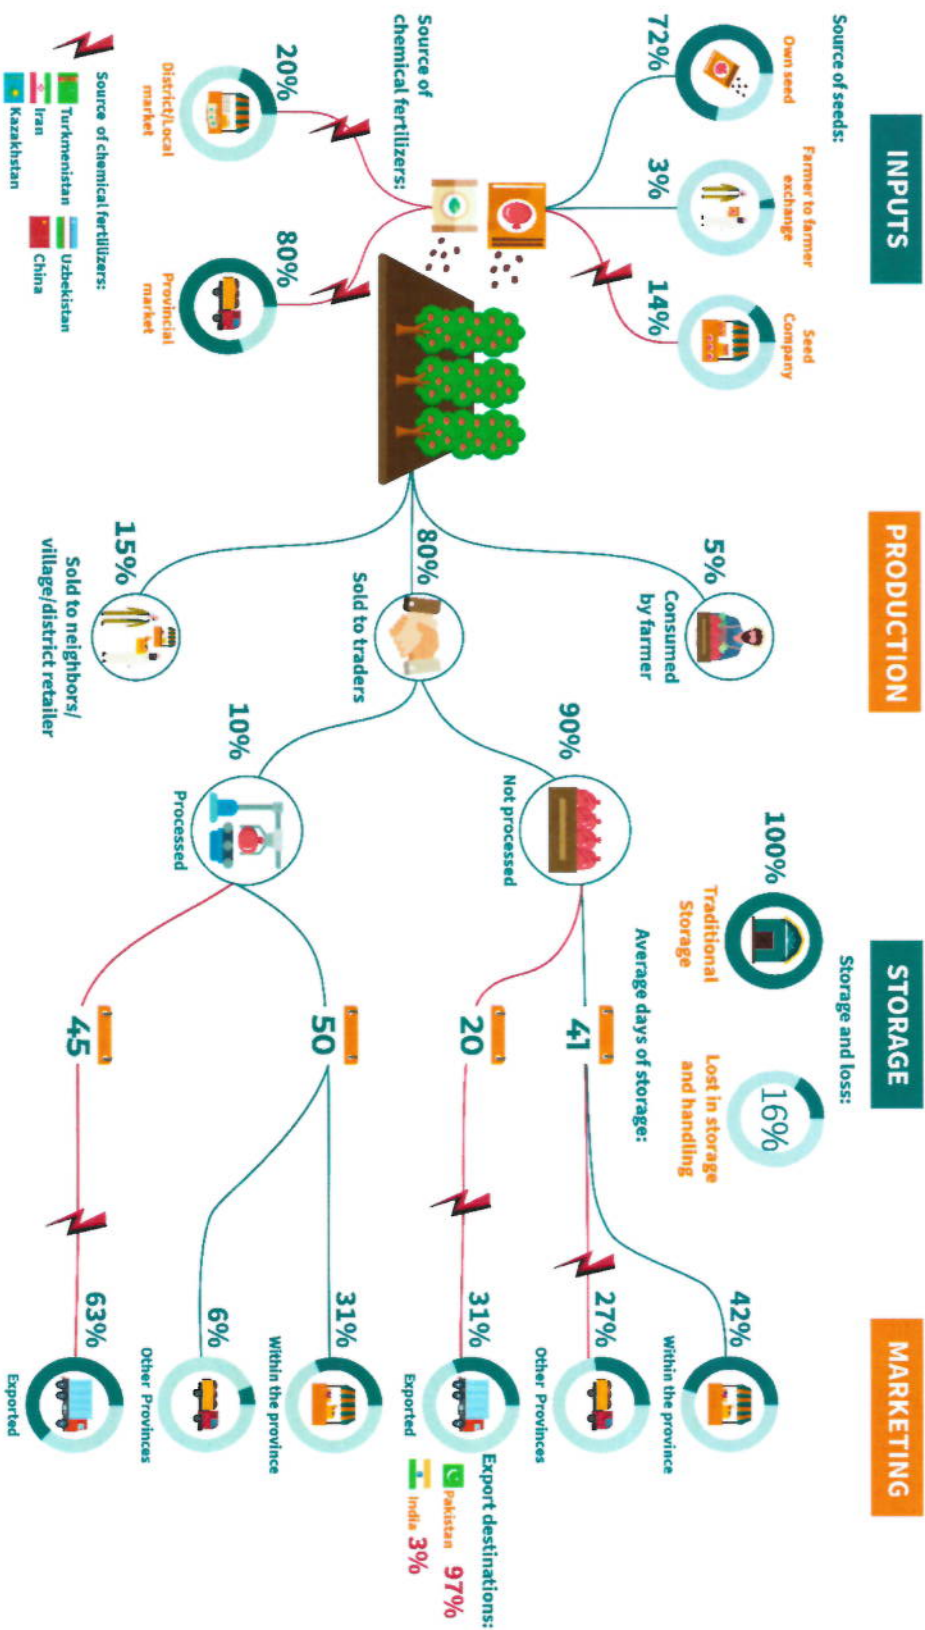 INPUTS
Source of seeds:
Own seed
72%
Farmer to farmer
exchange
3%
Seed
Company
14%
Source of
chemical fertilizers:
20%
District/Local
market
80%
Provincial
market
Source of chemical fertilizers:
Turkmenistan
Iran
Kazakhstan
Uzbekistan
China
PRODUCTION
5%
Consumed
by farmer
80%
Sold to traders
15%
Sold to neighbors/
village/district retailer
90%
Not processed
10%
Processed
STORAGE
Storage and loss:
100%
Traditional
Storage
16%
Lost in storage
and handling
Average days of storage:
41
20
50
45
MARKETING
42%
Within the province
27%
Other Provinces
31%
Exported
Export destinations:
Pakistan 97%
India 3%
31%
Within the province
6%
Other Provinces
63%
Exported